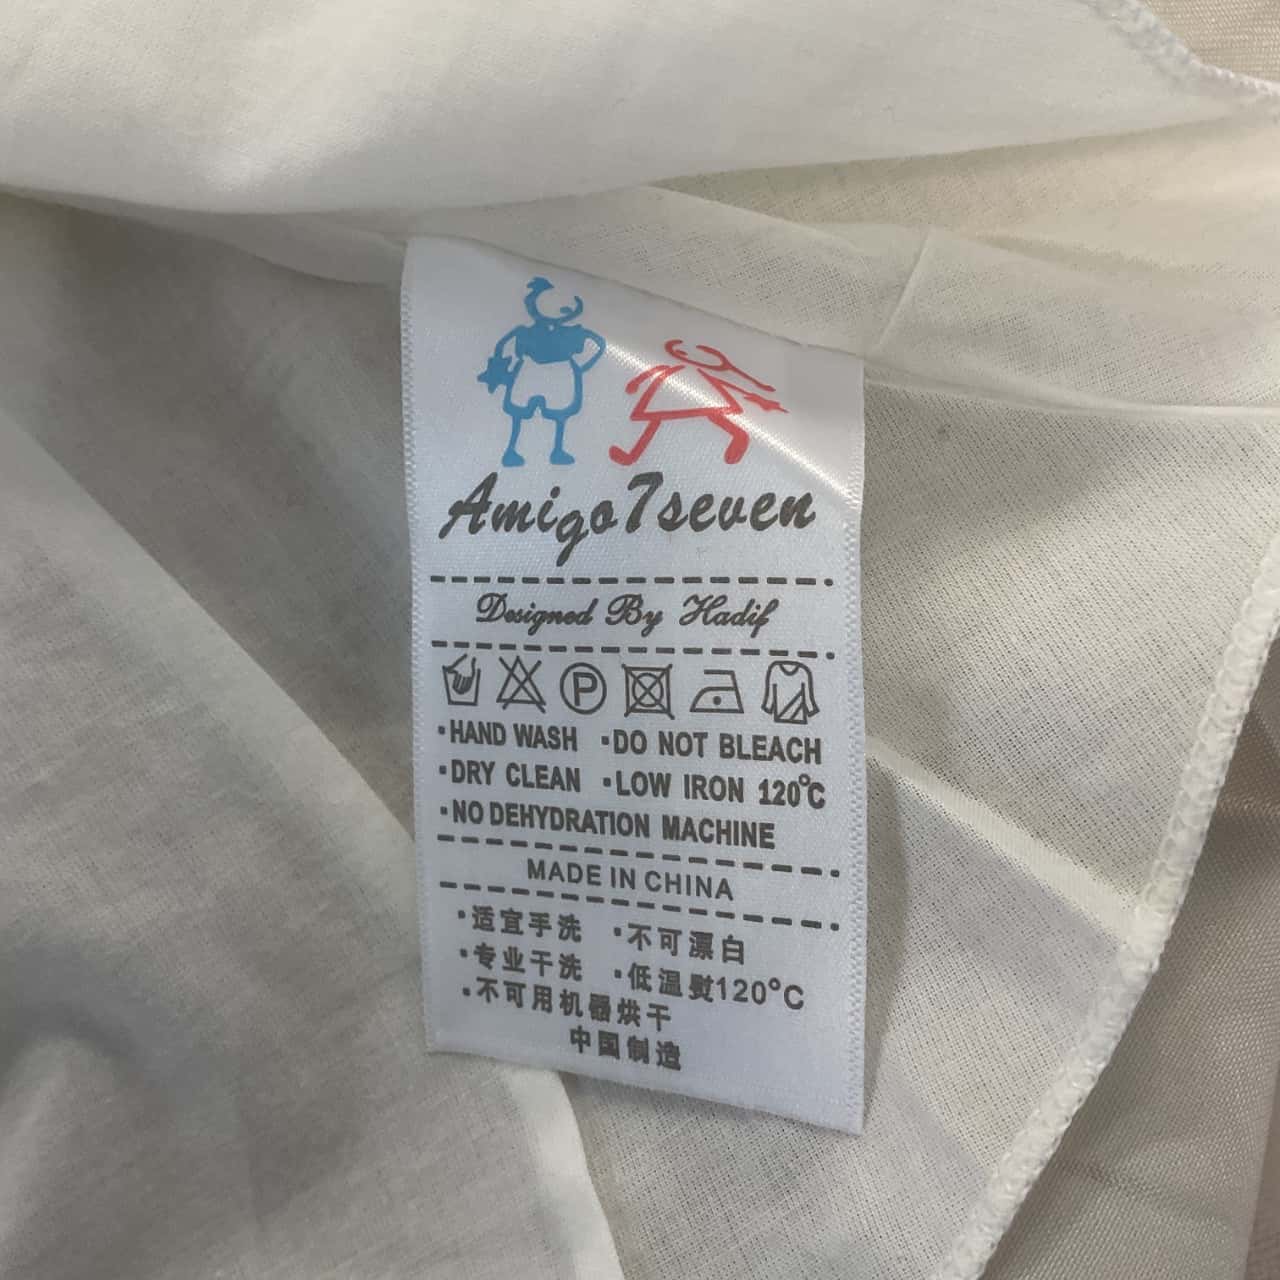 Amigo7seven
Designed By Hadif
P
·HAND WASH ·DO NOT BLEACH
·DRY CLEAN ·LOW IRON 120°C
·NO DEHYDRATION MACHINE
MADE IN CHINA
·适宜手洗 ·不可漂白
·专业干洗 ·低温熨120°C
·不可用机器烘干
中国制造